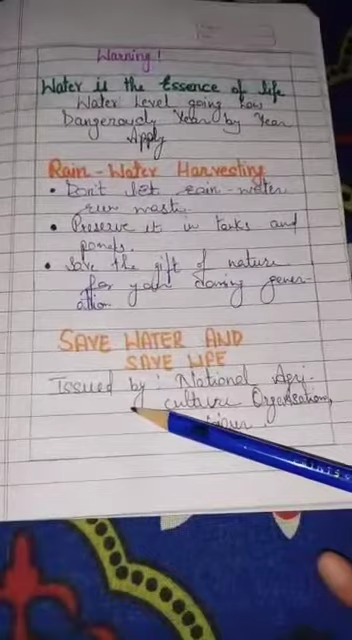 Warning!
Water is the Essence of life
Water Level going low
Dangerously Year by Year
Apply
Rain-Water Harvesting
• Don't let rain-water
run waste.
• Preserve it in tanks and
ponds.
• Save the gift of nature
for your coming gener-
ation
SAVE WATER AND
SAVE LIFE
Issued by: National Agri-
culture Organisation,